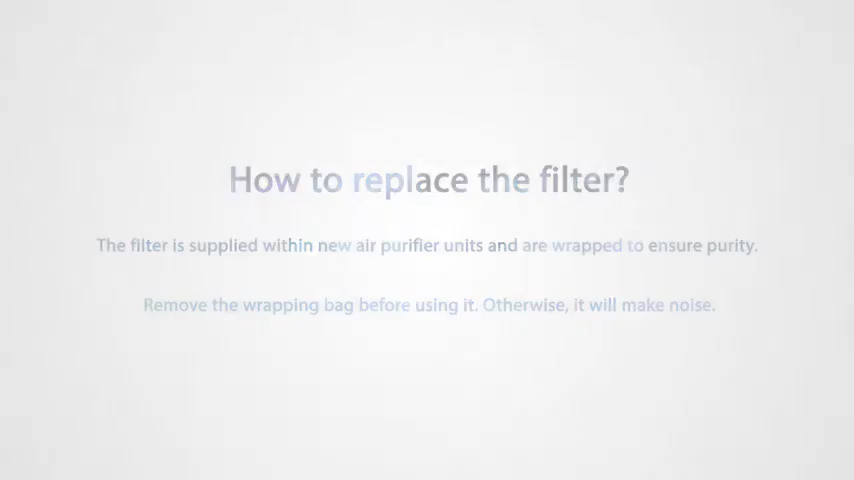 How to replace the filter?
The filter is supplied within new air purifier units and are wrapped to ensure purity.
Remove the wrapping bag before using it. Otherwise, it will make noise.